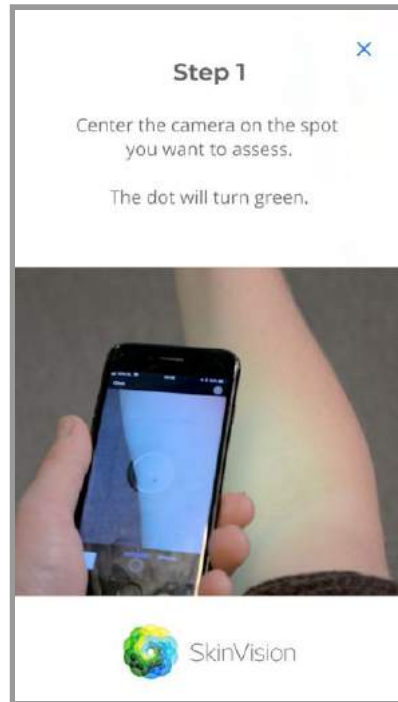 Step 1
Center the camera on the spot
you want to assess.
The dot will turn green.
SkinVision